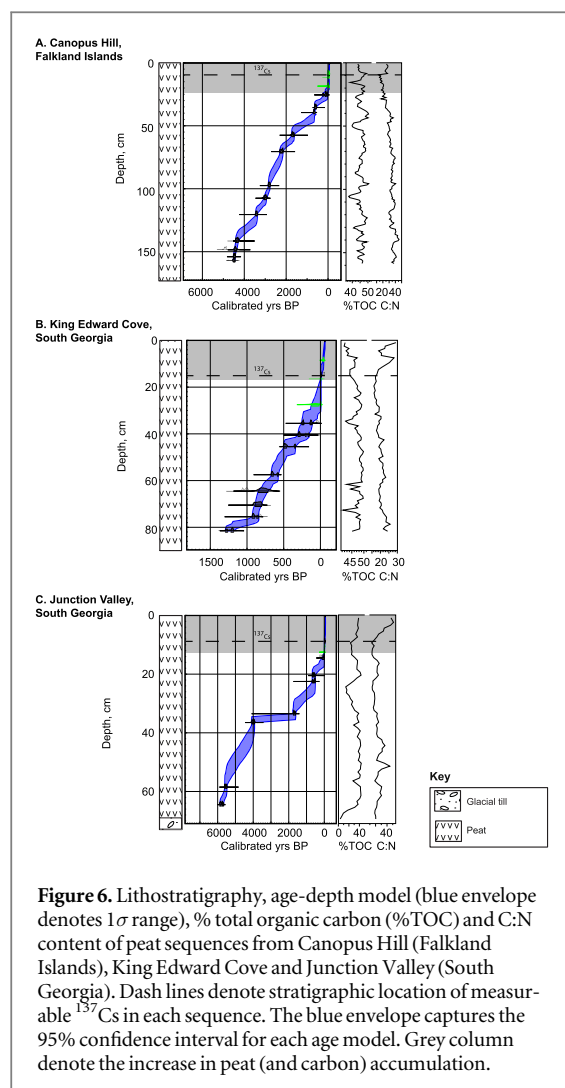 A. Canopus Hill,
Falkland Islands
0
50
100
150
Depth, cm
137Cs
6000 4000 2000 0
Calibrated yrs BP
40 50 20 40
%TOC C:N
B. King Edward Cove,
South Georgia
0
20
40
60
80
Depth, cm
137Cs
1500 1000 500 0
Calibrated yrs BP
45 50 20 30
%TOC C:N
C. Junction Valley,
South Georgia
0
20
40
60
Depth, cm
137Cs
6000 4000 2000 0
Calibrated yrs BP
0 40 40
%TOC C:N
Key
Glacial till
Peat
Figure 6. Lithostratigraphy, age-depth model (blue envelope
denotes 1σ range), % total organic carbon (%TOC) and C:N
content of peat sequences from Canopus Hill (Falkland
Islands), King Edward Cove and Junction Valley (South
Georgia). Dash lines denote stratigraphic location of measur-
able 137Cs in each sequence. The blue envelope captures the
95% confidence interval for each age model. Grey column
denote the increase in peat (and carbon) accumulation.